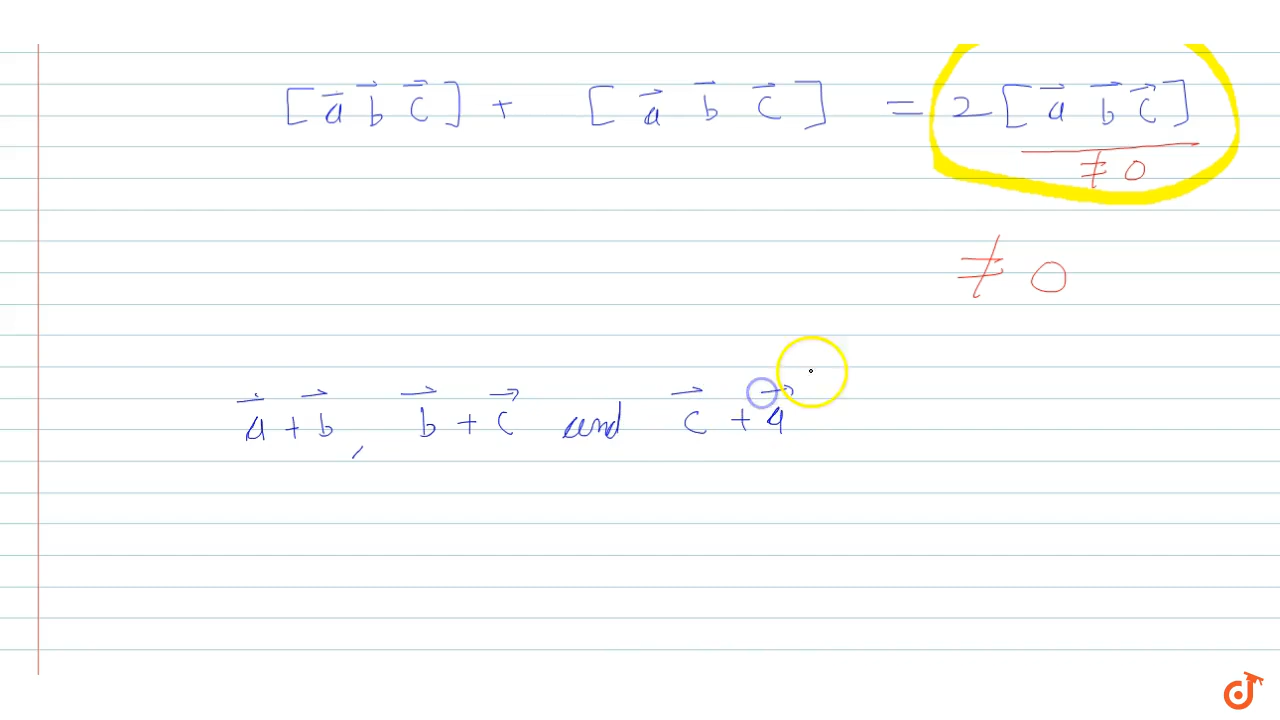 [a⃗ b⃗ c⃗] + [a⃗ b⃗ c⃗] = 2[a⃗ b⃗ c⃗]
≠ 0
≠ 0
a⃗ + b⃗, b⃗ + c⃗ and c⃗ + a⃗